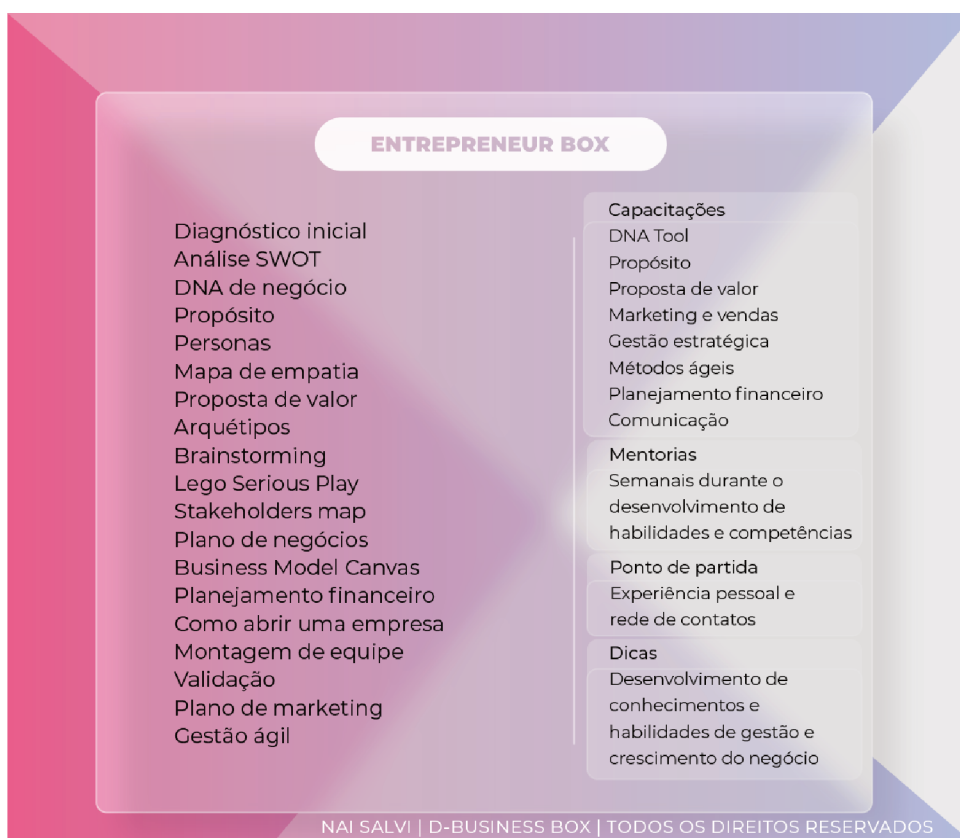 ENTREPRENEUR BOX
Diagnóstico inicial
Análise SWOT
DNA de negócio
Propósito
Personas
Mapa de empatia
Proposta de valor
Arquétipos
Brainstorming
Lego Serious Play
Stakeholders map
Plano de negócios
Business Model Canvas
Planejamento financeiro
Como abrir uma empresa
Montagem de equipe
Validação
Plano de marketing
Gestão ágil
Capacitações
DNA Tool
Propósito
Proposta de valor
Marketing e vendas
Gestão estratégica
Métodos ágeis
Planejamento financeiro
Comunicação
Mentorias
Semanais durante o
desenvolvimento de
habilidades e competências
Ponto de partida
Experiência pessoal e
rede de contatos
Dicas
Desenvolvimento de
conhecimentos e
habilidades de gestão e
crescimento do negócio
NAI SALVI | D-BUSINESS BOX | TODOS OS DIREITOS RESERVADOS